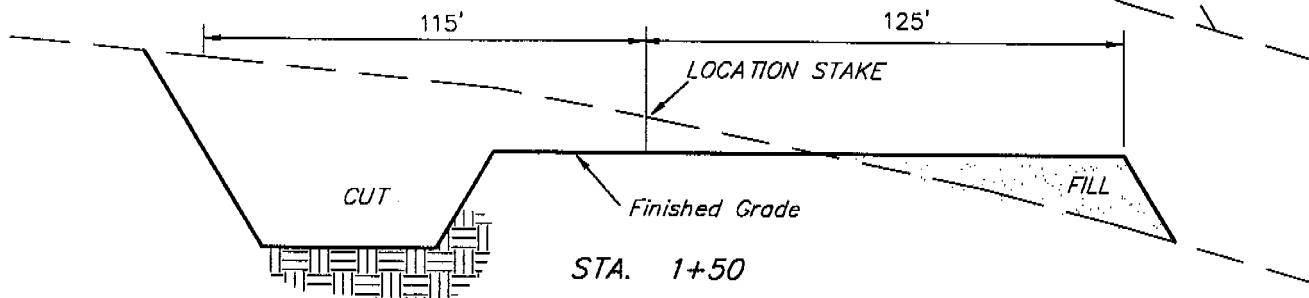 115'
125'
LOCATION STAKE
CUT
Finished Grade
FILL
STA. 1+50